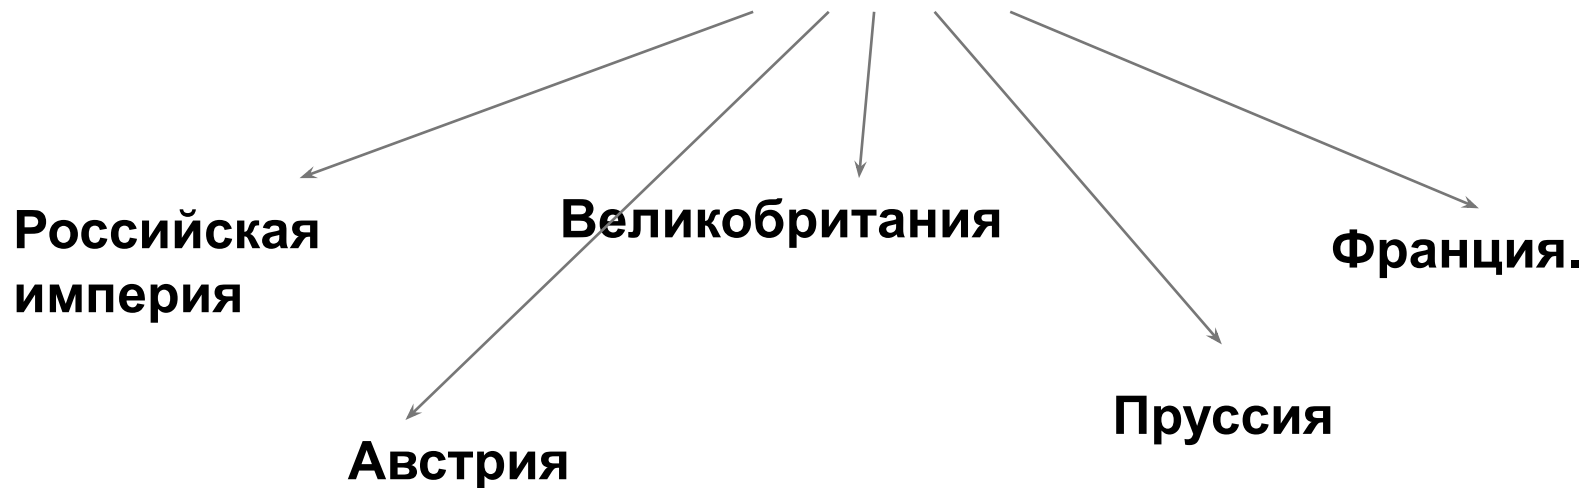 Российская
империя
Великобритания
Франция.
Австрия
Пруссия